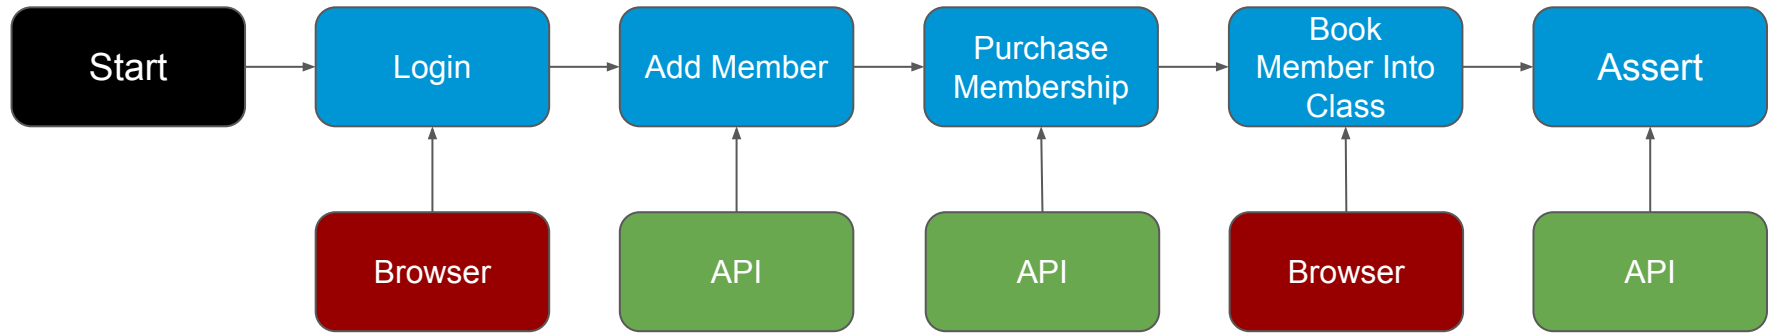 Start
Login
Add Member
Purchase
Membership
Book
Member Into
Class
Assert
Browser
API
API
Browser
API